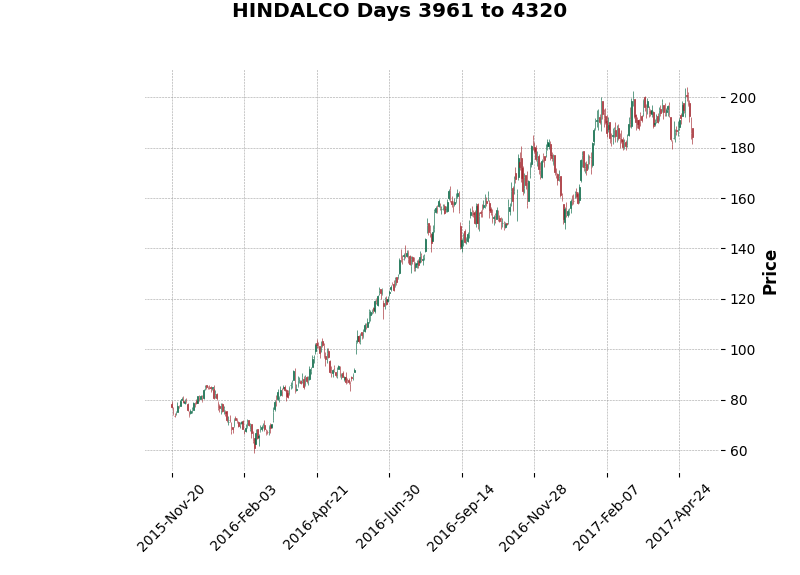 HINDALCO Days 3961 to 4320
200
180
160
140
120
100
80
60
Price
2015-Nov-20
2016-Feb-03
2016-Apr-21
2016-Jun-30
2016-Sep-14
2016-Nov-28
2017-Feb-07
2017-Apr-24